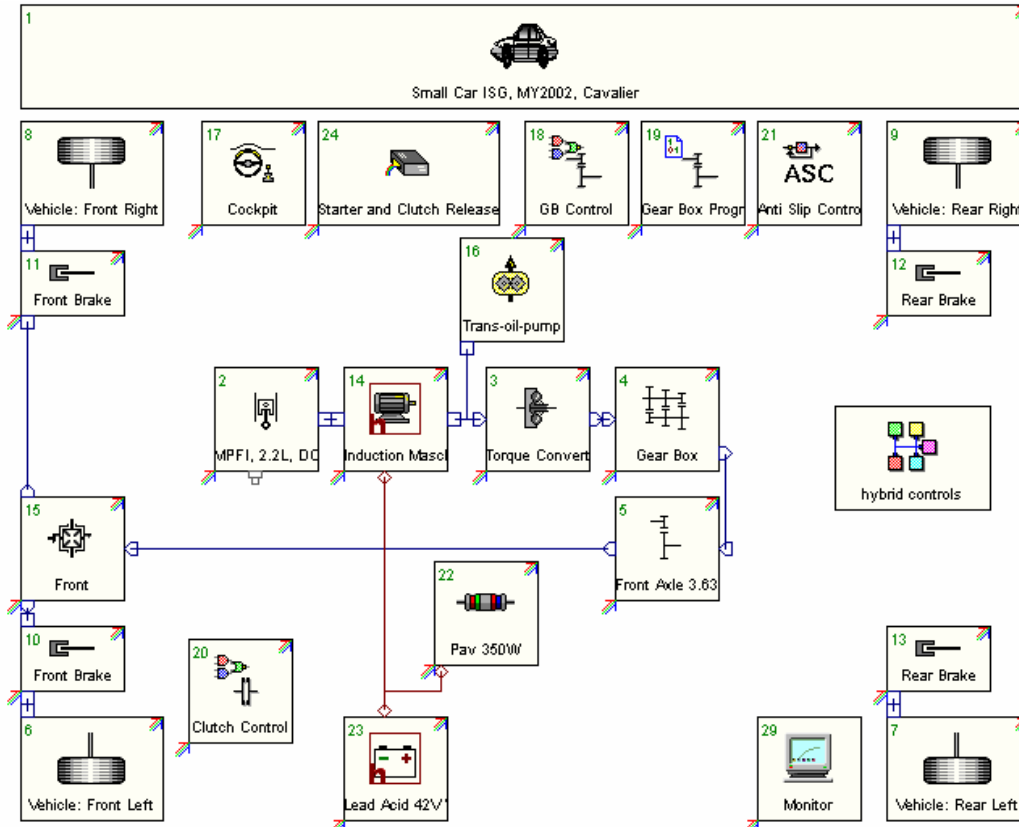 1
Small Car ISG, MY2002, Cavalier
8
Vehicle: Front Right
17
Cockpit
24
Starter and Clutch Release
18
GB Control
19
Gear Box Progr
21
ASC
Anti Slip Contro
9
Vehicle: Rear Right
11
Front Brake
16
Trans-oil-pump
12
Rear Brake
2
MPFI, 2.2L, DO
14
Induction Masch
3
Torque Convert
4
Gear Box
hybrid controls
15
Front
5
Front Axle 3.63
22
Pav 350W
10
Front Brake
20
Clutch Control
13
Rear Brake
6
Vehicle: Front Left
23
Lead Acid 42V
29
Monitor
7
Vehicle: Rear Left